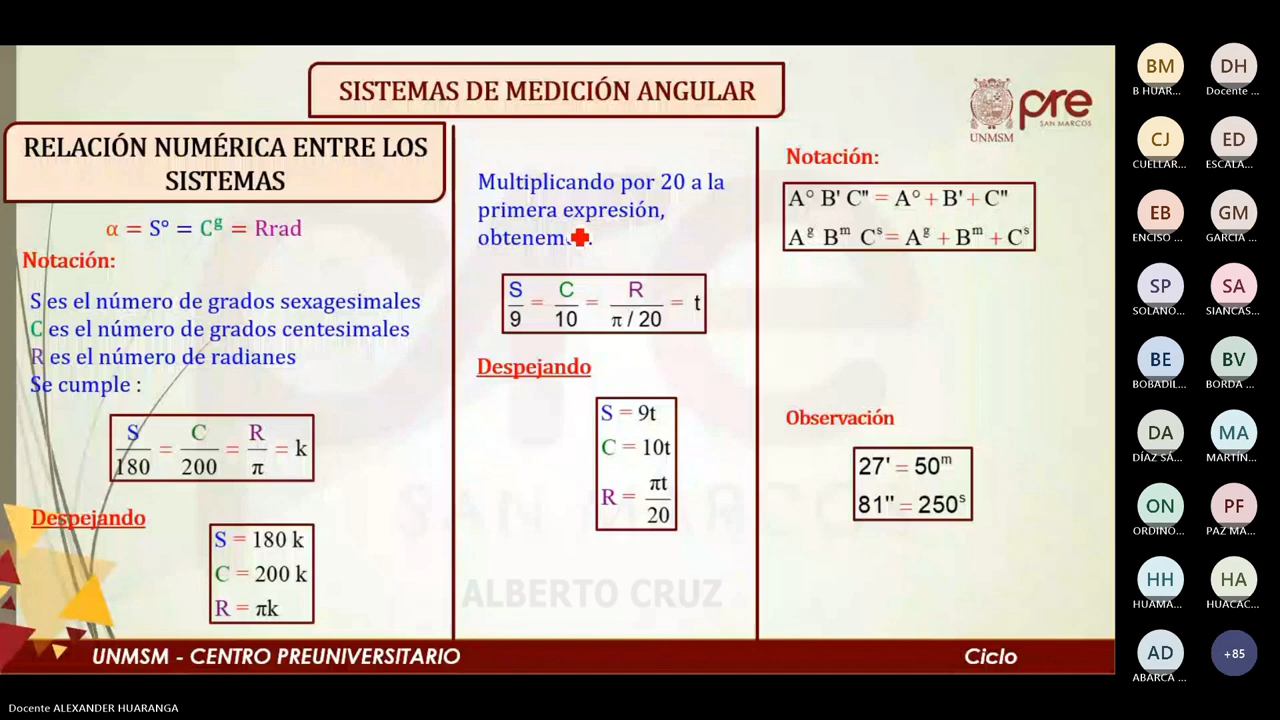 SISTEMAS DE MEDICIÓN ANGULAR
UNMSM
pre
SAN MARCOS
RELACIÓN NUMÉRICA ENTRE LOS
SISTEMAS
α = S° = Cᵍ = Rrad
Notación:
S es el número de grados sexagesimales
C es el número de grados centesimales
R es el número de radianes
Se cumple :
S/180 = C/200 = R/π = k
Despejando
S = 180 k
C = 200 k
R = πk
Multiplicando por 20 a la
primera expresión,
S/9 = C/10 = R/(π / 20) = t
Despejando
S = 9t
C = 10t
R = πt/20
Notación:
A° B' C" = A° + B' + C"
Aᵍ Bᵐ Cˢ = Aᵍ + Bᵐ + Cˢ
Observación
27' = 50ᵐ
81" = 250ˢ
SAN MARCOS
ALBERTO CRUZ
UNMSM - CENTRO PREUNIVERSITARIO
Ciclo
BM
B HUAR...
DH
Docente ...
CJ
CUELLAR...
ED
ESCALA...
EB
ENCISO ...
GM
GARCIA ...
SP
SOLANO...
SA
SIANCAS...
BE
BOBADIL...
BV
BORDA ...
DA
DÍAZ SÁ...
MA
MARTÍN...
ON
ORDINO...
PF
PAZ MA...
HH
HUAMA...
HA
HUACAC...
AD
ABARCA ...
+85
Docente ALEXANDER HUARANGA